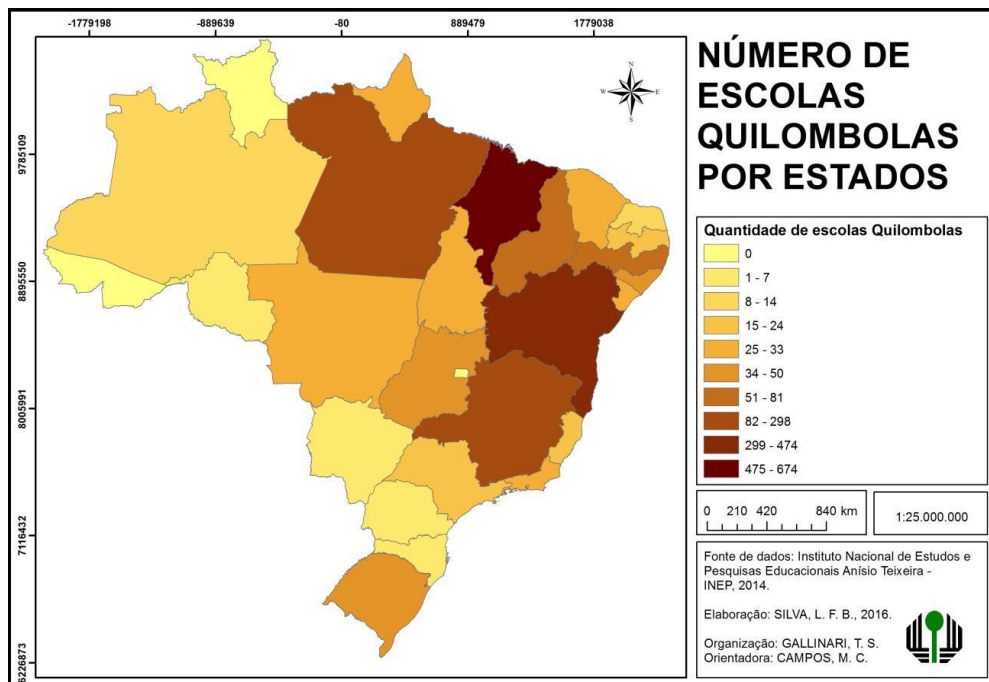 -1779198
-889639
-80
889479
1779038
9785109
8895550
8005991
7116432
6226873
N
W
E
S
NÚMERO DE
ESCOLAS
QUILOMBOLAS
POR ESTADOS
Quantidade de escolas Quilombolas
0
1 - 7
8 - 14
15 - 24
25 - 33
34 - 50
51 - 81
82 - 298
299 - 474
475 - 674
0 210 420 840 km
1:25.000.000
Fonte de dados: Instituto Nacional de Estudos e
Pesquisas Educacionais Anísio Teixeira -
INEP, 2014.
Elaboração: SILVA, L. F. B., 2016.
Organização: GALLINARI, T. S.
Orientadora: CAMPOS, M. C.